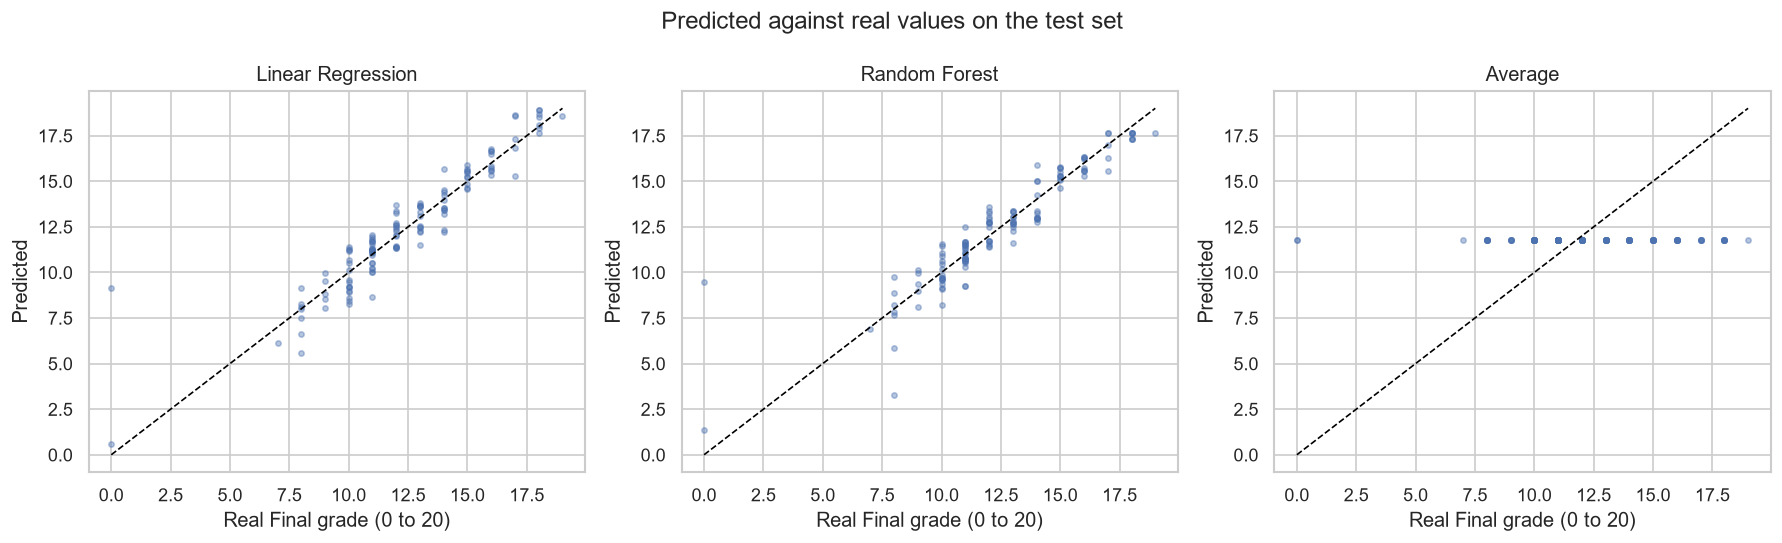 Predicted against real values on the test set
Linear Regression
Predicted
17.5
15.0
12.5
10.0
7.5
5.0
2.5
0.0
0.0 2.5 5.0 7.5 10.0 12.5 15.0 17.5
Real Final grade (0 to 20)
Random Forest
Predicted
17.5
15.0
12.5
10.0
7.5
5.0
2.5
0.0
0.0 2.5 5.0 7.5 10.0 12.5 15.0 17.5
Real Final grade (0 to 20)
Average
Predicted
17.5
15.0
12.5
10.0
7.5
5.0
2.5
0.0
0.0 2.5 5.0 7.5 10.0 12.5 15.0 17.5
Real Final grade (0 to 20)